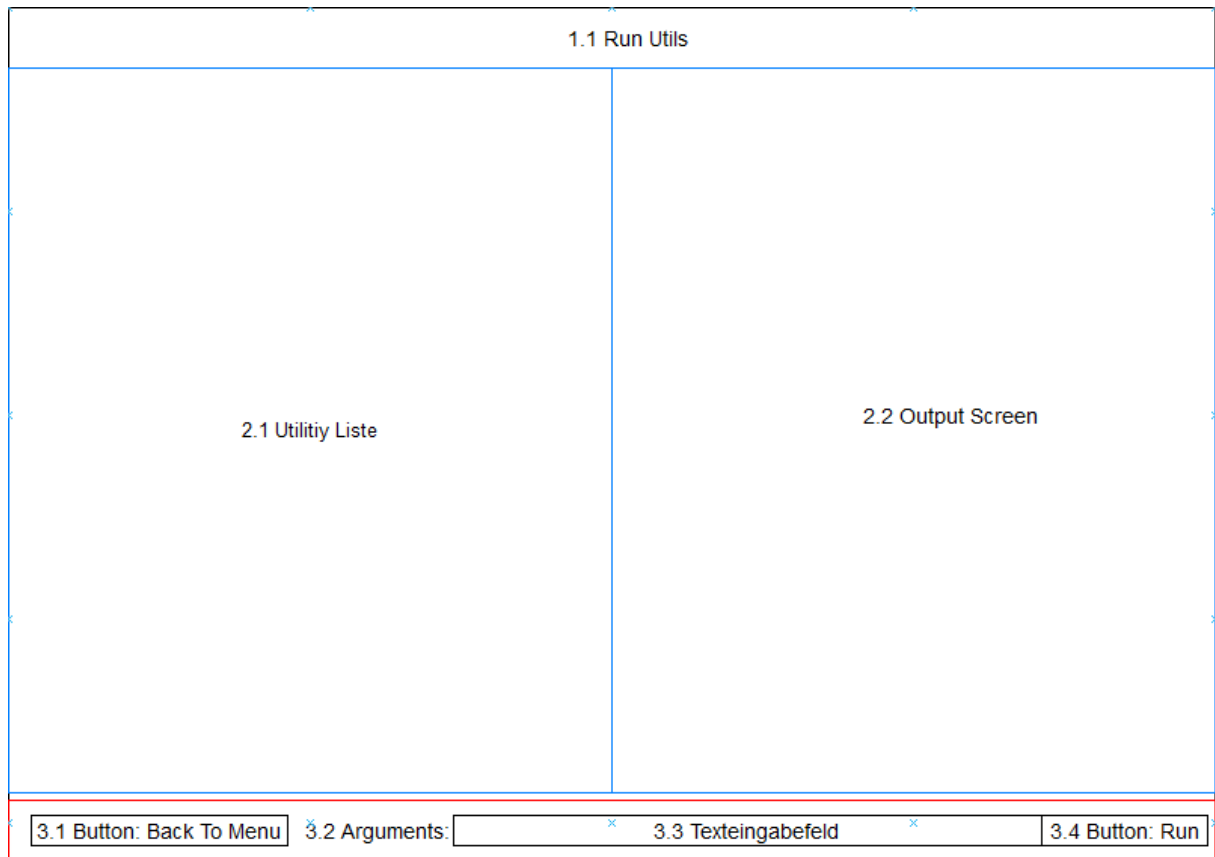 1.1 Run Utils
2.1 Utilitiy Liste
2.2 Output Screen
3.1 Button: Back To Menu 3.2 Arguments: 3.3 Texteingabefeld 3.4 Button: Run